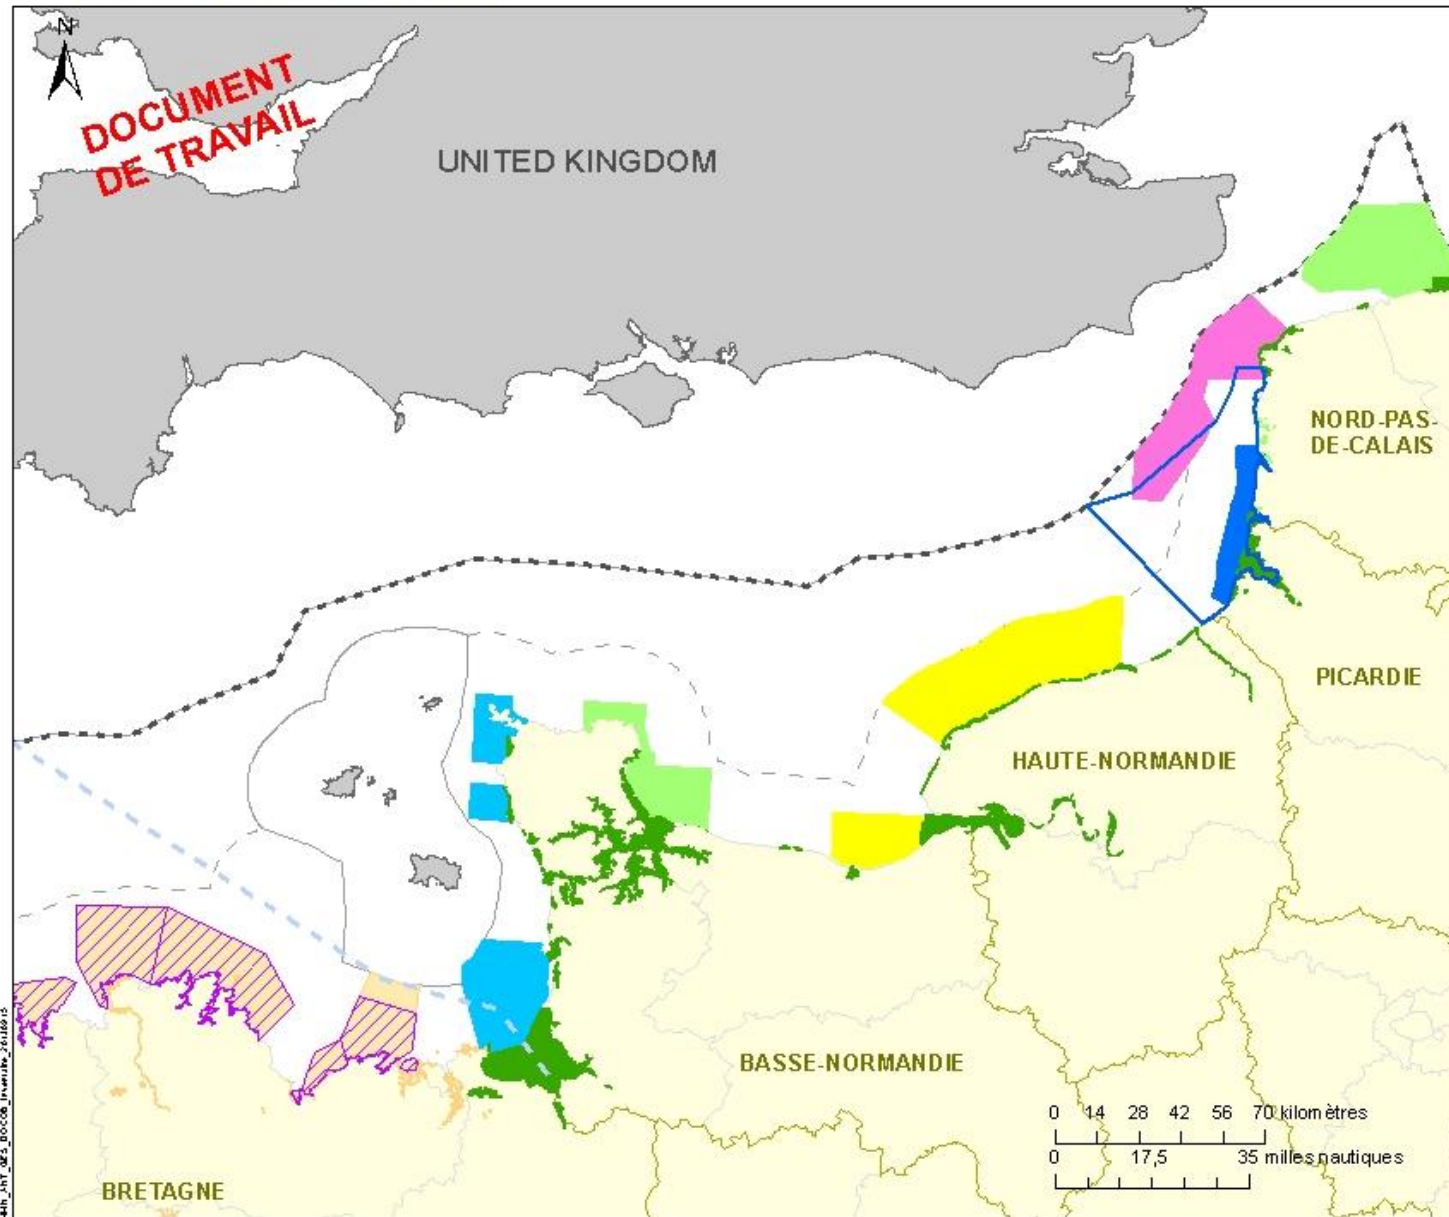 N
DOCUMENT
DE TRAVAIL
UNITED KINGDOM
NORD-PAS-
DE-CALAIS
PICARDIE
HAUTE-NORMANDIE
BASSE-NORMANDIE
0 14 28 42 56 70 kilomètres
0 17,5 35 milles nautiques
BRETAGNE